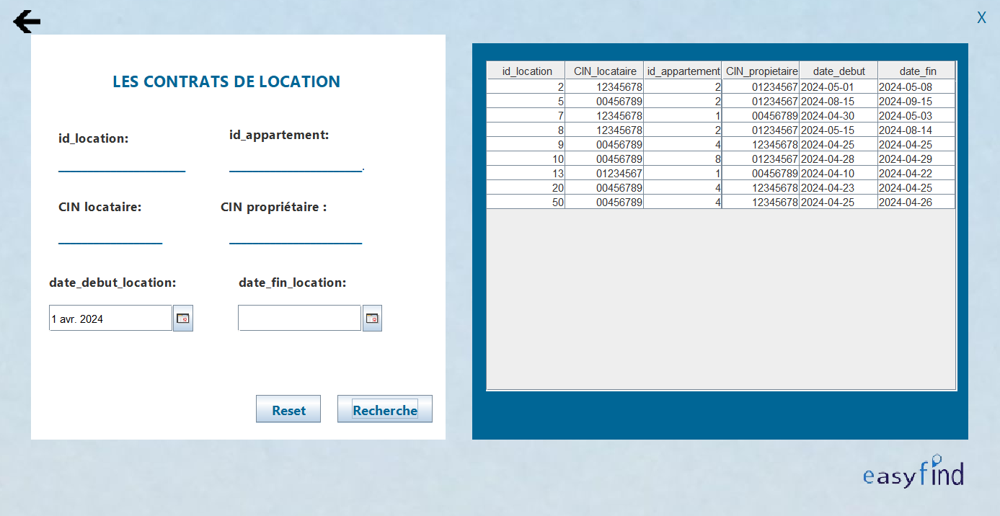 X
LES CONTRATS DE LOCATION
id_location: id_appartement:
CIN locataire: CIN propriétaire :
date_debut_location: date_fin_location:
1 avr. 2024
Reset Recherche
id_location CIN_locataire id_appartement CIN_propietaire date_debut date_fin
2 12345678 2 01234567 2024-05-01 2024-05-08
5 00456789 2 01234567 2024-08-15 2024-09-15
7 12345678 1 00456789 2024-04-30 2024-05-03
8 12345678 2 01234567 2024-05-15 2024-08-14
9 00456789 4 12345678 2024-04-25 2024-04-25
10 00456789 8 01234567 2024-04-28 2024-04-29
13 01234567 1 00456789 2024-04-10 2024-04-22
20 00456789 4 12345678 2024-04-23 2024-04-25
50 00456789 4 12345678 2024-04-25 2024-04-26
easyfind